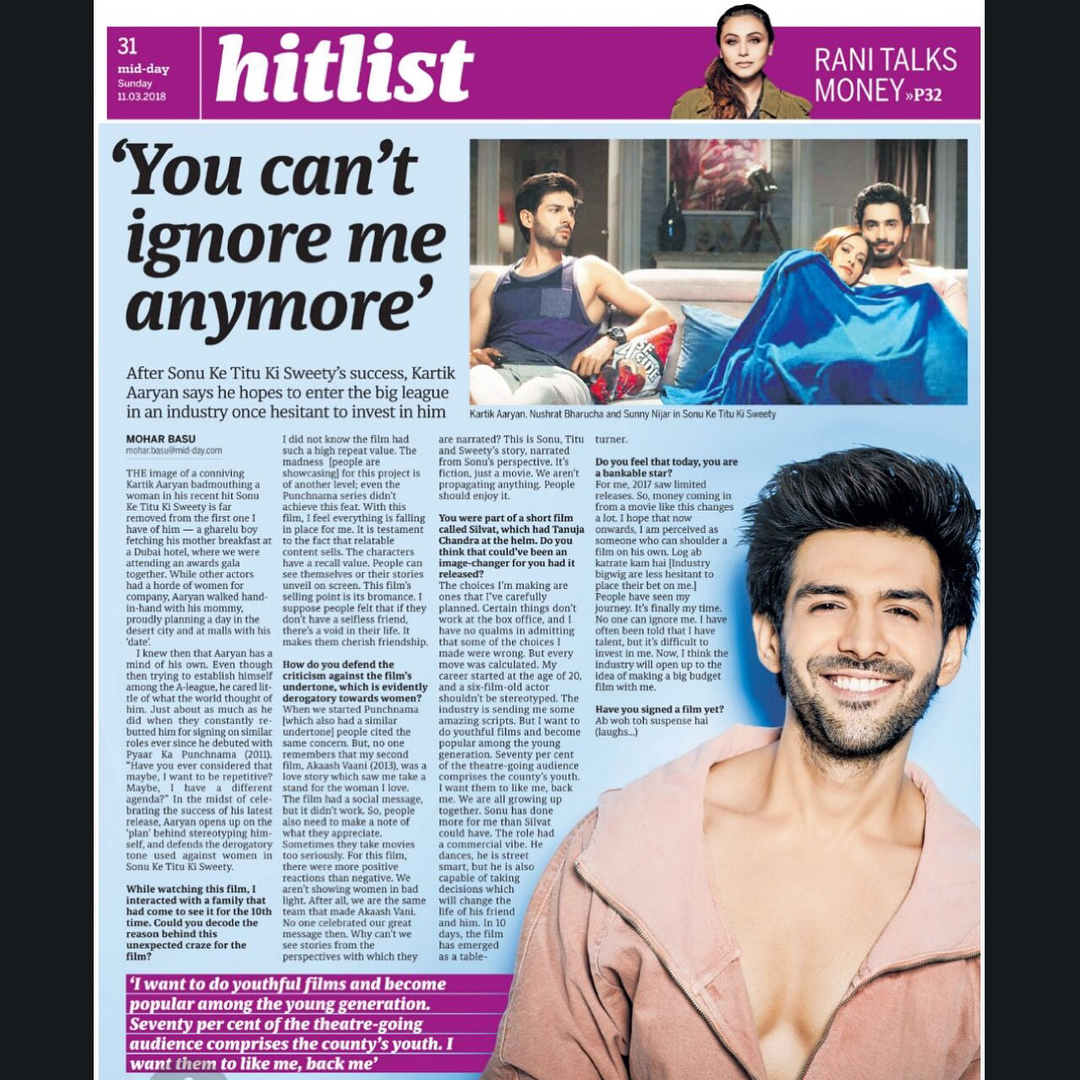 31
mid-day
Sunday
11.03.2018
hitlist
RANI TALKS
MONEY»P32
‘You can’t
ignore me
anymore’
After Sonu Ke Titu Ki Sweety’s success, Kartik
Aaryan says he hopes to enter the big league
in an industry once hesitant to invest in him
Kartik Aaryan, Nushrat Bharucha and Sunny Nijar in Sonu Ke Titu Ki Sweety
MOHAR BASU
mohar.basu@mid-day.com
THE image of a conniving
Kartik Aaryan badmouthing a
woman in his recent hit Sonu
Ke Titu Ki Sweety is far
removed from the first one I
have of him — a gharelu boy
fetching his mother breakfast at
a Dubai hotel, where we were
attending an awards gala
together. While other actors
had a horde of women for
company, Aaryan walked hand-
in-hand with his mommy,
proudly planning a day in the
desert city and at malls with his
‘date’.
I knew then that Aaryan has a
mind of his own. Even though
then trying to establish himself
among the A-league, he cared lit-
tle of what the world thought of
him. Just about as much as he
did when they constantly re-
butted him for signing on similar
roles ever since he debuted with
Pyaar Ka Punchnama (2011).
“Have you ever considered that
maybe, I want to be repetitive?
Maybe, I have a different
agenda?” In the midst of cele-
brating the success of his latest
release, Aaryan opens up on the
‘plan’ behind stereotyping him-
self, and defends the derogatory
tone used against women in
Sonu Ke Titu Ki Sweety.
While watching this film, I
interacted with a family that
had come to see it for the 10th
time. Could you decode the
reason behind this
unexpected craze for the
film?
I did not know the film had
such a high repeat value. The
madness [people are
showcasing] for this project is
of another level; even the
Punchnama series didn’t
achieve this feat. With this
film, I feel everything is falling
in place for me. It is testament
to the fact that relatable
content sells. The characters
have a recall value. People can
see themselves or their stories
unveil on screen. This film’s
selling point is its bromance. I
suppose people felt that if they
don’t have a selfless friend,
there’s a void in their life. It
makes them cherish friendship.
How do you defend the
criticism against the film’s
undertone, which is evidently
derogatory towards women?
When we started Punchnama
[which also had a similar
undertone] people cited the
same concern. But, no one
remembers that my second
film, Akaash Vaani (2013), was a
love story which saw me take a
stand for the woman I love.
The film had a social message,
but it didn’t work. So, people
also need to make a note of
what they appreciate.
Sometimes they take movies
too seriously. For this film,
there were more positive
reactions than negative. We
aren’t showing women in bad
light. After all, we are the same
team that made Akaash Vani.
No one celebrated our great
message then. Why can’t we
see stories from the
perspectives with which they
are narrated? This is Sonu, Titu
and Sweety’s story, narrated
from Sonu’s perspective. It’s
fiction, just a movie. We aren’t
propagating anything. People
should enjoy it.
You were part of a short film
called Silvat, which had Tanuja
Chandra at the helm. Do you
think that could’ve been an
image-changer for you had it
released?
The choices I’m making are
ones that I’ve carefully
planned. Certain things don’t
work at the box office, and I
have no qualms in admitting
that some of the choices I
made were wrong. But every
move was calculated. My
career started at the age of 20,
and a six-film-old actor
shouldn’t be stereotyped. The
industry is sending me some
amazing scripts. But I want to
do youthful films and become
popular among the young
generation. Seventy per cent
of the theatre-going audience
comprises the county’s youth.
I want them to like me, back
me. We are all growing up
together. Sonu has done
more for me than Silvat
could have. The role had
a commercial vibe. He
dances, he is street
smart, but he is also
capable of taking
decisions which
will change the
life of his friend
and him. In 10
days, the film
has emerged
as a table-
turner.
Do you feel that today, you are
a bankable star?
For me, 2017 saw limited
releases. So, money coming in
from a movie like this changes
a lot. I hope that now
onwards, I am perceived as
someone who can shoulder a
film on his own. Log ab
katrate kam hai [Industry
bigwig are less hesitant to
place their bet on me.]
People have seen my
journey. It’s finally my time.
No one can ignore me. I have
often been told that I have
talent, but it’s difficult to
invest in me. Now, I think the
industry will open up to the
idea of making a big budget
film with me.
Have you signed a film yet?
Ab woh toh suspense hai
(laughs...)
‘I want to do youthful films and become
popular among the young generation.
Seventy per cent of the theatre-going
audience comprises the county’s youth. I
want them to like me, back me’